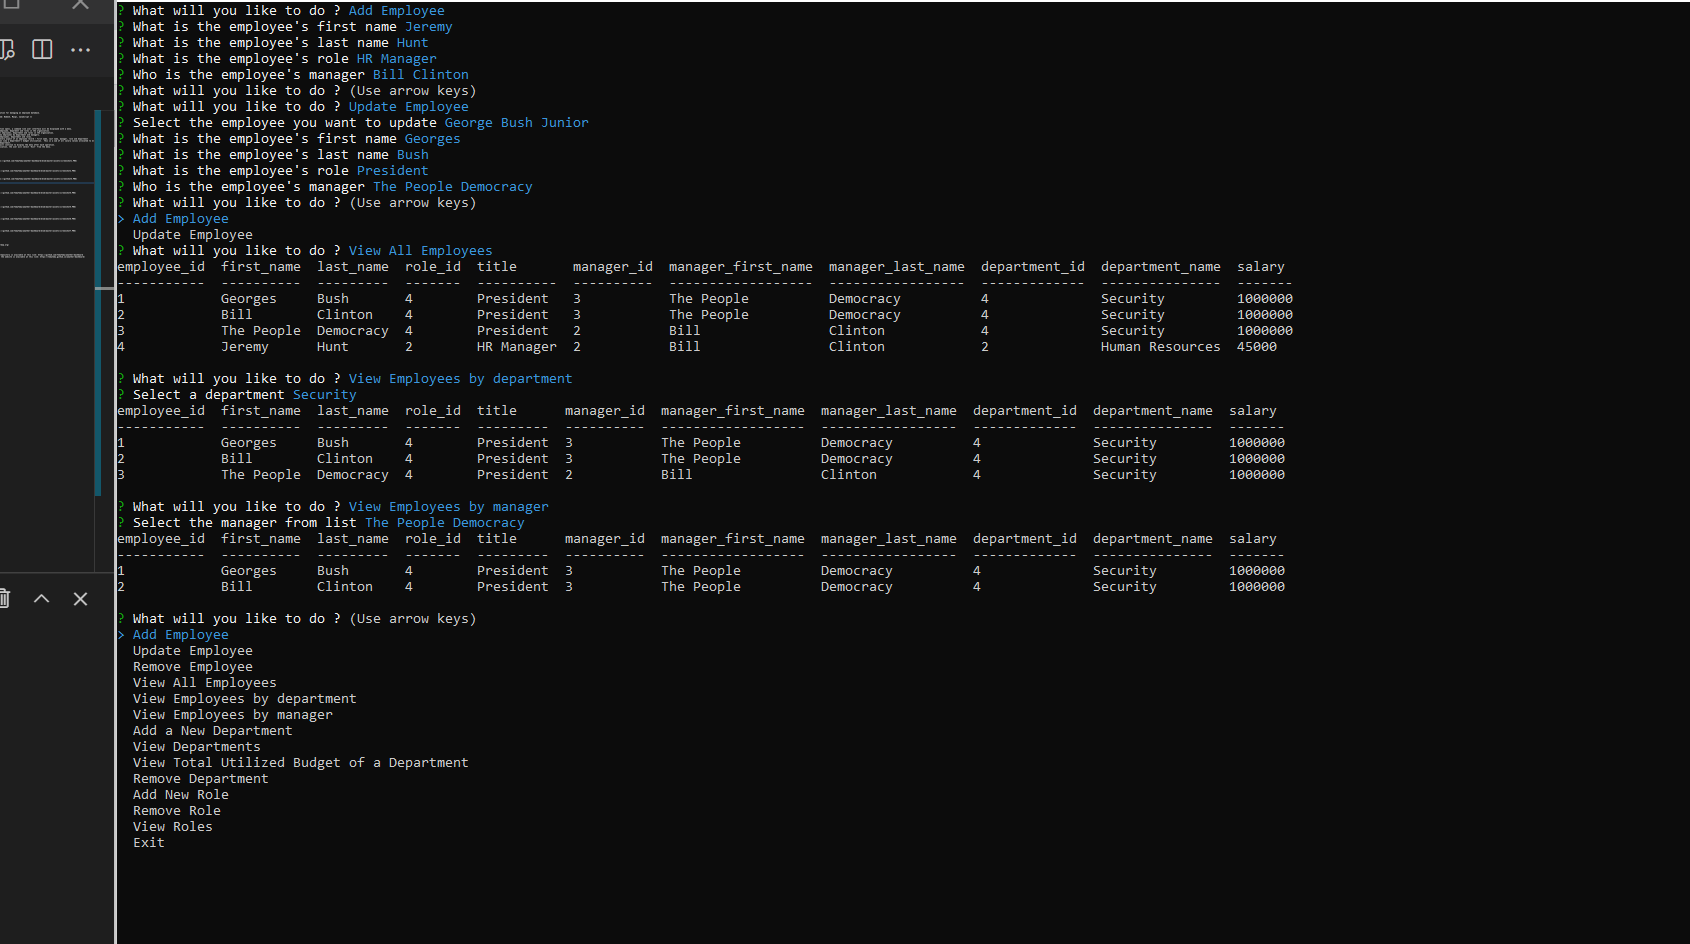 ? What will you like to do ? Add Employee
? What is the employee's first name Jeremy
? What is the employee's last name Hunt
? What is the employee's role HR Manager
? Who is the employee's manager Bill Clinton
? What will you like to do ? (Use arrow keys)
? What will you like to do ? Update Employee
? Select the employee you want to update George Bush Junior
? What is the employee's first name Georges
? What is the employee's last name Bush
? What is the employee's role President
? Who is the employee's manager The People Democracy
? What will you like to do ? (Use arrow keys)
> Add Employee
Update Employee
? What will you like to do ? View All Employees
employee_id  first_name  last_name  role_id  title       manager_id  manager_first_name  manager_last_name  department_id  department_name  salary
-----------  ----------  ---------  -------  ----------  ----------  ------------------  -----------------  -------------  ---------------  -------
1            Georges     Bush       4        President   3           The People          Democracy          4              Security         1000000
2            Bill        Clinton    4        President   3           The People          Democracy          4              Security         1000000
3            The People  Democracy  4        President   2           Bill                Clinton            4              Security         1000000
4            Jeremy      Hunt       2        HR Manager  2           Bill                Clinton            2              Human Resources  45000
? What will you like to do ? View Employees by department
? Select a department Security
employee_id  first_name  last_name  role_id  title      manager_id  manager_first_name  manager_last_name  department_id  department_name  salary
-----------  ----------  ---------  -------  ---------  ----------  ------------------  -----------------  -------------  ---------------  -------
1            Georges     Bush       4        President  3           The People          Democracy          4              Security         1000000
2            Bill        Clinton    4        President  3           The People          Democracy          4              Security         1000000
3            The People  Democracy  4        President  2           Bill                Clinton            4              Security         1000000
? What will you like to do ? View Employees by manager
? Select the manager from list The People Democracy
employee_id  first_name  last_name  role_id  title      manager_id  manager_first_name  manager_last_name  department_id  department_name  salary
-----------  ----------  ---------  -------  ---------  ----------  ------------------  -----------------  -------------  ---------------  -------
1            Georges     Bush       4        President  3           The People          Democracy          4              Security         1000000
2            Bill        Clinton    4        President  3           The People          Democracy          4              Security         1000000
? What will you like to do ? (Use arrow keys)
> Add Employee
Update Employee
Remove Employee
View All Employees
View Employees by department
View Employees by manager
Add a New Department
View Departments
View Total Utilized Budget of a Department
Remove Department
Add New Role
Remove Role
View Roles
Exit